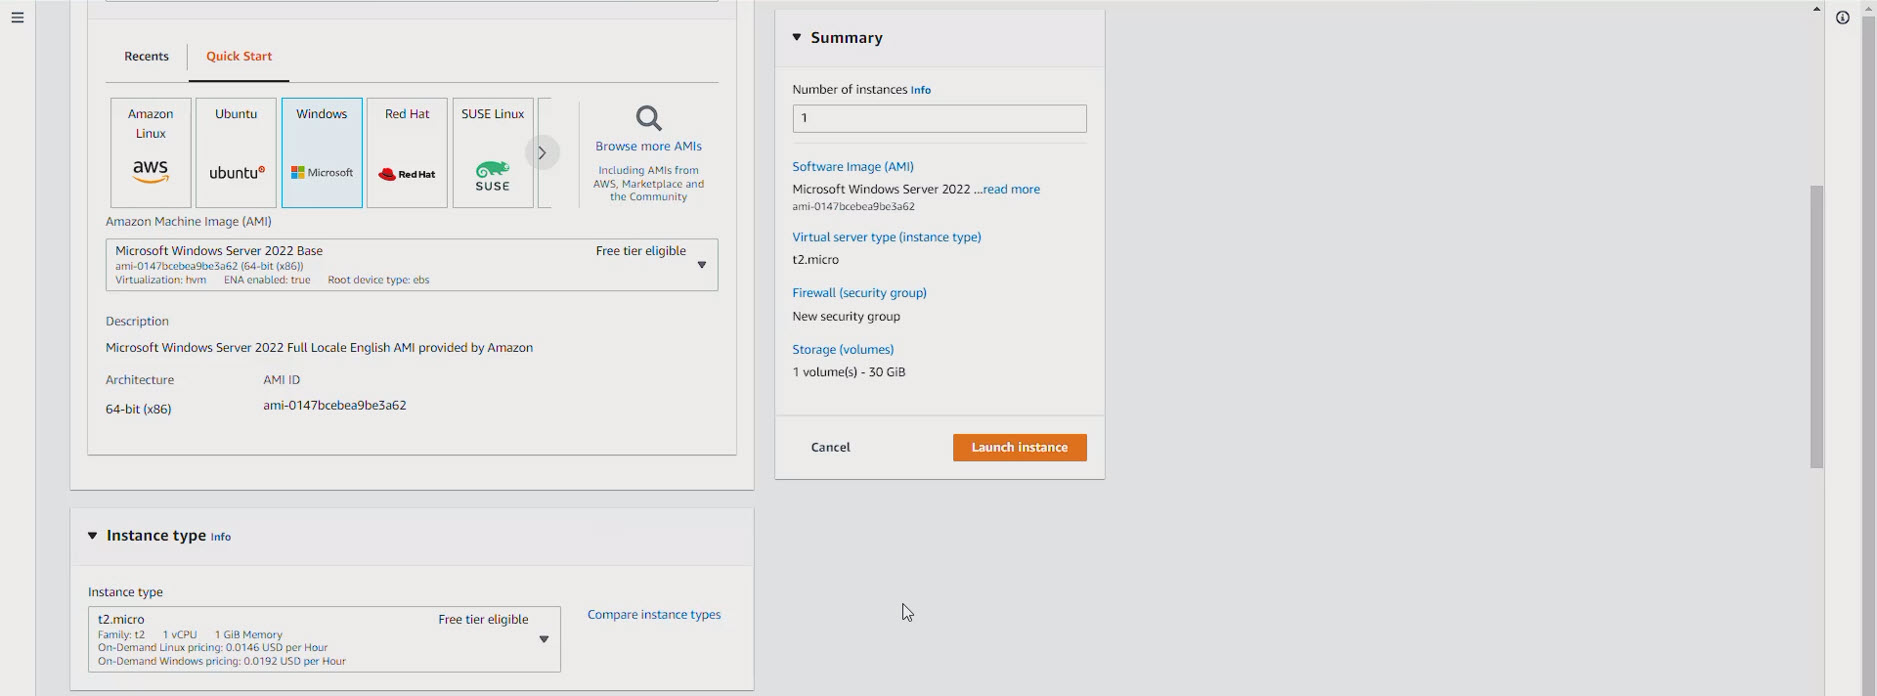 Recents
Quick Start
Amazon
Linux
aws
Ubuntu
ubuntu
Windows
Microsoft
Red Hat
Red Hat
SUSE Linux
SUSE
Browse more AMIs
Including AMIs from
AWS, Marketplace and
the Community
Amazon Machine Image (AMI)
Microsoft Windows Server 2022 Base
Free tier eligible
ami-0147bcebea9be3a62 (64-bit (x86))
Virtualization: hvm ENA enabled: true Root device type: ebs
Description
Microsoft Windows Server 2022 Full Locale English AMI provided by Amazon
Architecture
AMI ID
64-bit (x86)
ami-0147bcebea9be3a62
Instance type Info
Instance type
t2.micro
Free tier eligible
Family: t2 1 vCPU 1 GiB Memory
On-Demand Linux pricing: 0.0146 USD per Hour
On-Demand Windows pricing: 0.0192 USD per Hour
Compare instance types
Summary
Number of instances Info
1
Software Image (AMI)
Microsoft Windows Server 2022 ...read more
ami-0147bcebea9be3a62
Virtual server type (instance type)
t2.micro
Firewall (security group)
New security group
Storage (volumes)
1 volume(s) - 30 GiB
Cancel
Launch instance